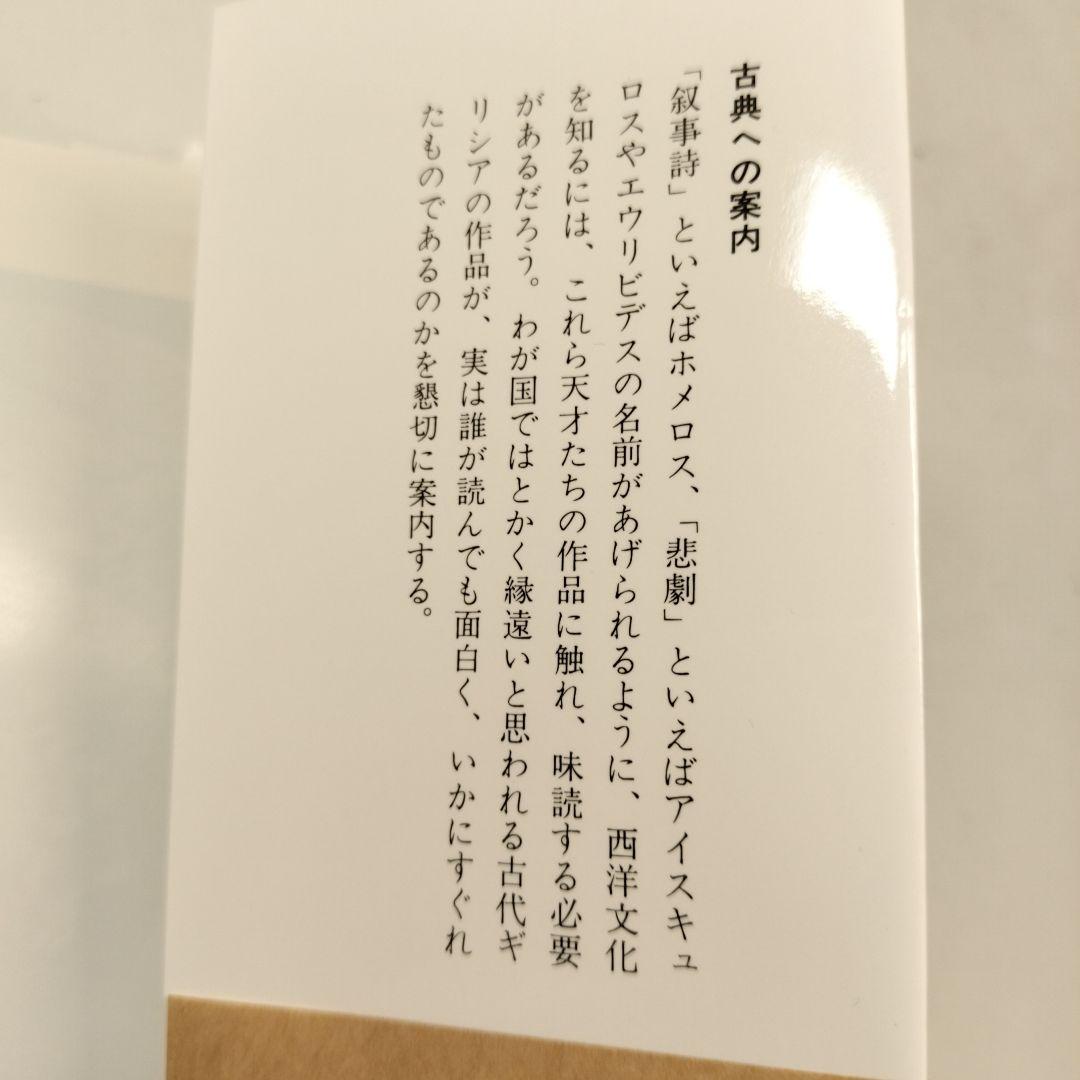 古典への案内
「叙事詩」といえばホメロス、「悲劇」といえばアイスキュ
ロスやエウリビデスの名前があげられるように、西洋文化
を知るには、これら天才たちの作品に触れ、味読する必要
があるだろう。わが国ではとかく縁遠いと思われる古代ギ
リシアの作品が、実は誰が読んでも面白く、いかにすぐれ
たものであるのかを懇切に案内する。